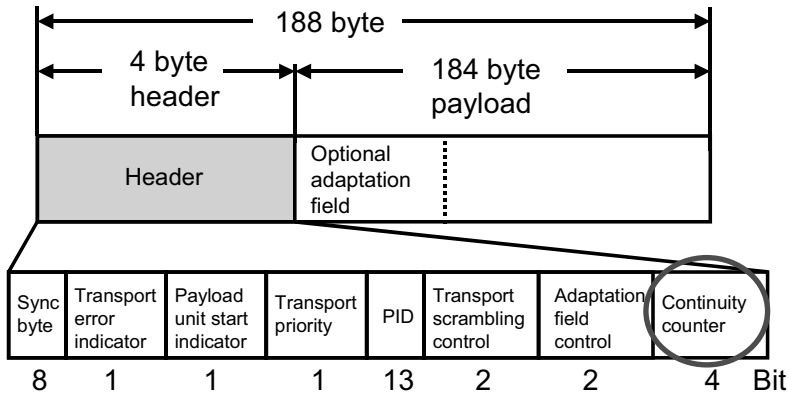 188 byte
4 byte
header
184 byte
payload
Header
Optional
adaptation
field
Sync
byte
Transport
error
indicator
Payload
unit start
indicator
Transport
priority
PID
Transport
scrambling
control
Adaptation
field
control
Continuity
counter
8 1 1 1 13 2 2 4 Bit